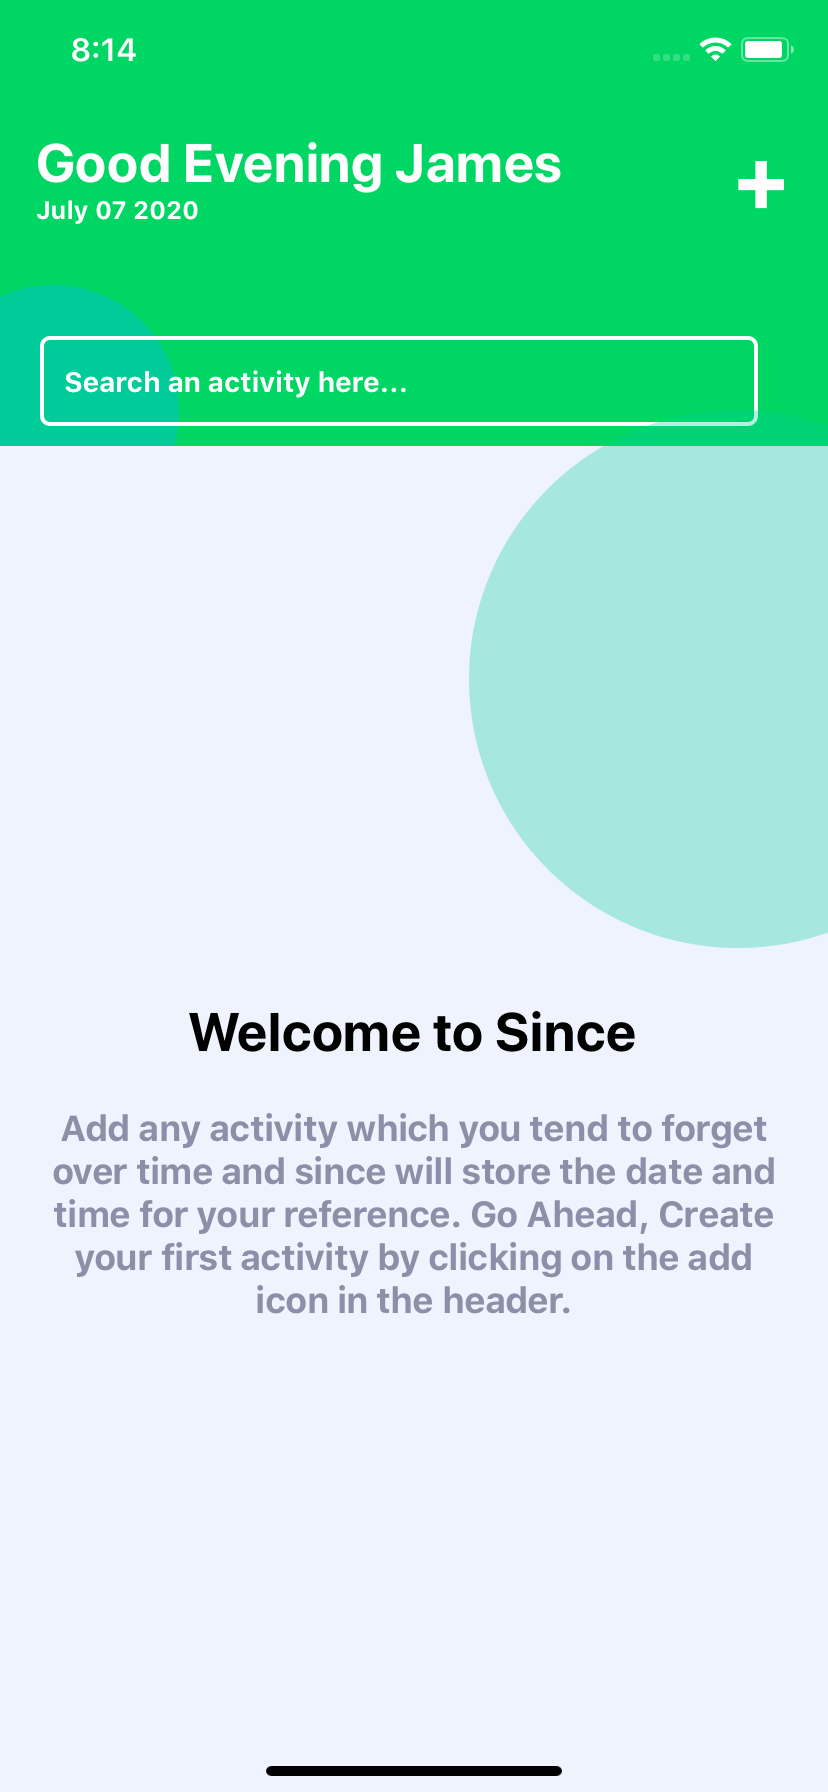 8:14
Good Evening James
July 07 2020
Search an activity here...
Welcome to Since
Add any activity which you tend to forget
over time and since will store the date and
time for your reference. Go Ahead, Create
your first activity by clicking on the add
icon in the header.